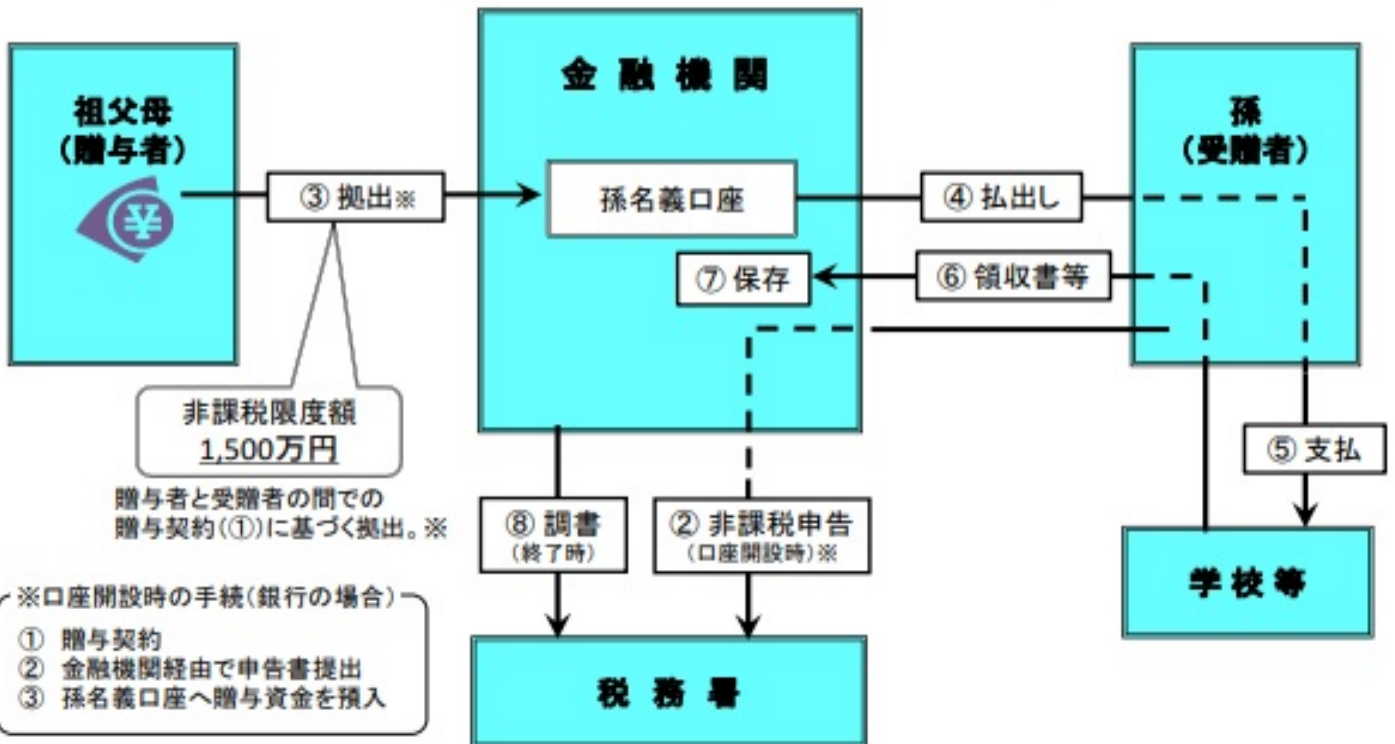 祖父母
(贈与者)
¥
③ 拠出※
非課税限度額
1,500万円
贈与者と受贈者の間での
贈与契約(①)に基づく拠出。※
※口座開設時の手続(銀行の場合)
① 贈与契約
② 金融機関経由で申告書提出
③ 孫名義口座へ贈与資金を預入
金融機関
孫名義口座
④ 払出し
⑦ 保存
⑥ 領収書等
孫
(受贈者)
⑤ 支払
学校等
⑧ 調書
(終了時)
② 非課税申告
(口座開設時)※
税務署